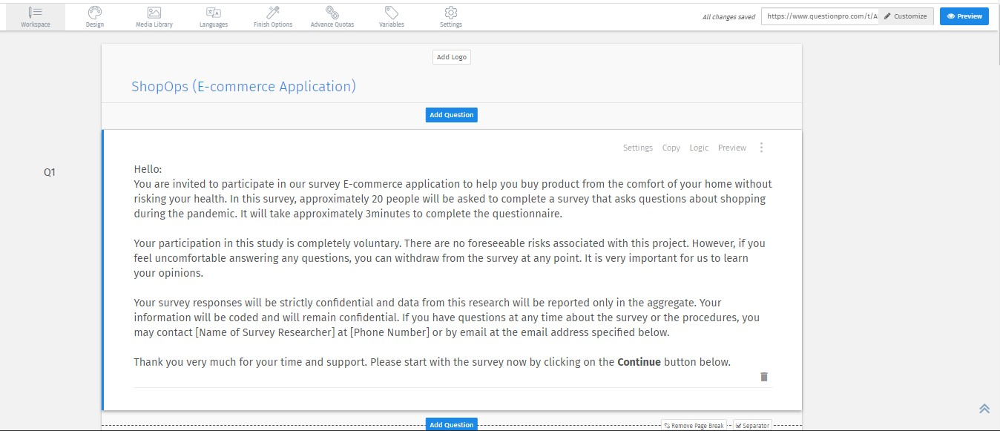 Workspace
Design
Media Library
Languages
Finish Options
Advance Quotas
Variables
Settings
All changes saved
https://www.questionpro.com/t/A
Customize
Preview
Add Logo
ShopOps (E-commerce Application)
Add Question
Settings Copy Logic Preview
Q1
Hello:
You are invited to participate in our survey E-commerce application to help you buy product from the comfort of your home without
risking your health. In this survey, approximately 20 people will be asked to complete a survey that asks questions about shopping
during the pandemic. It will take approximately 3minutes to complete the questionnaire.
Your participation in this study is completely voluntary. There are no foreseeable risks associated with this project. However, if you
feel uncomfortable answering any questions, you can withdraw from the survey at any point. It is very important for us to learn
your opinions.
Your survey responses will be strictly confidential and data from this research will be reported only in the aggregate. Your
information will be coded and will remain confidential. If you have questions at any time about the survey or the procedures, you
may contact [Name of Survey Researcher] at [Phone Number] or by email at the email address specified below.
Thank you very much for your time and support. Please start with the survey now by clicking on the Continue button below.
Add Question
Remove Page Break
Separator